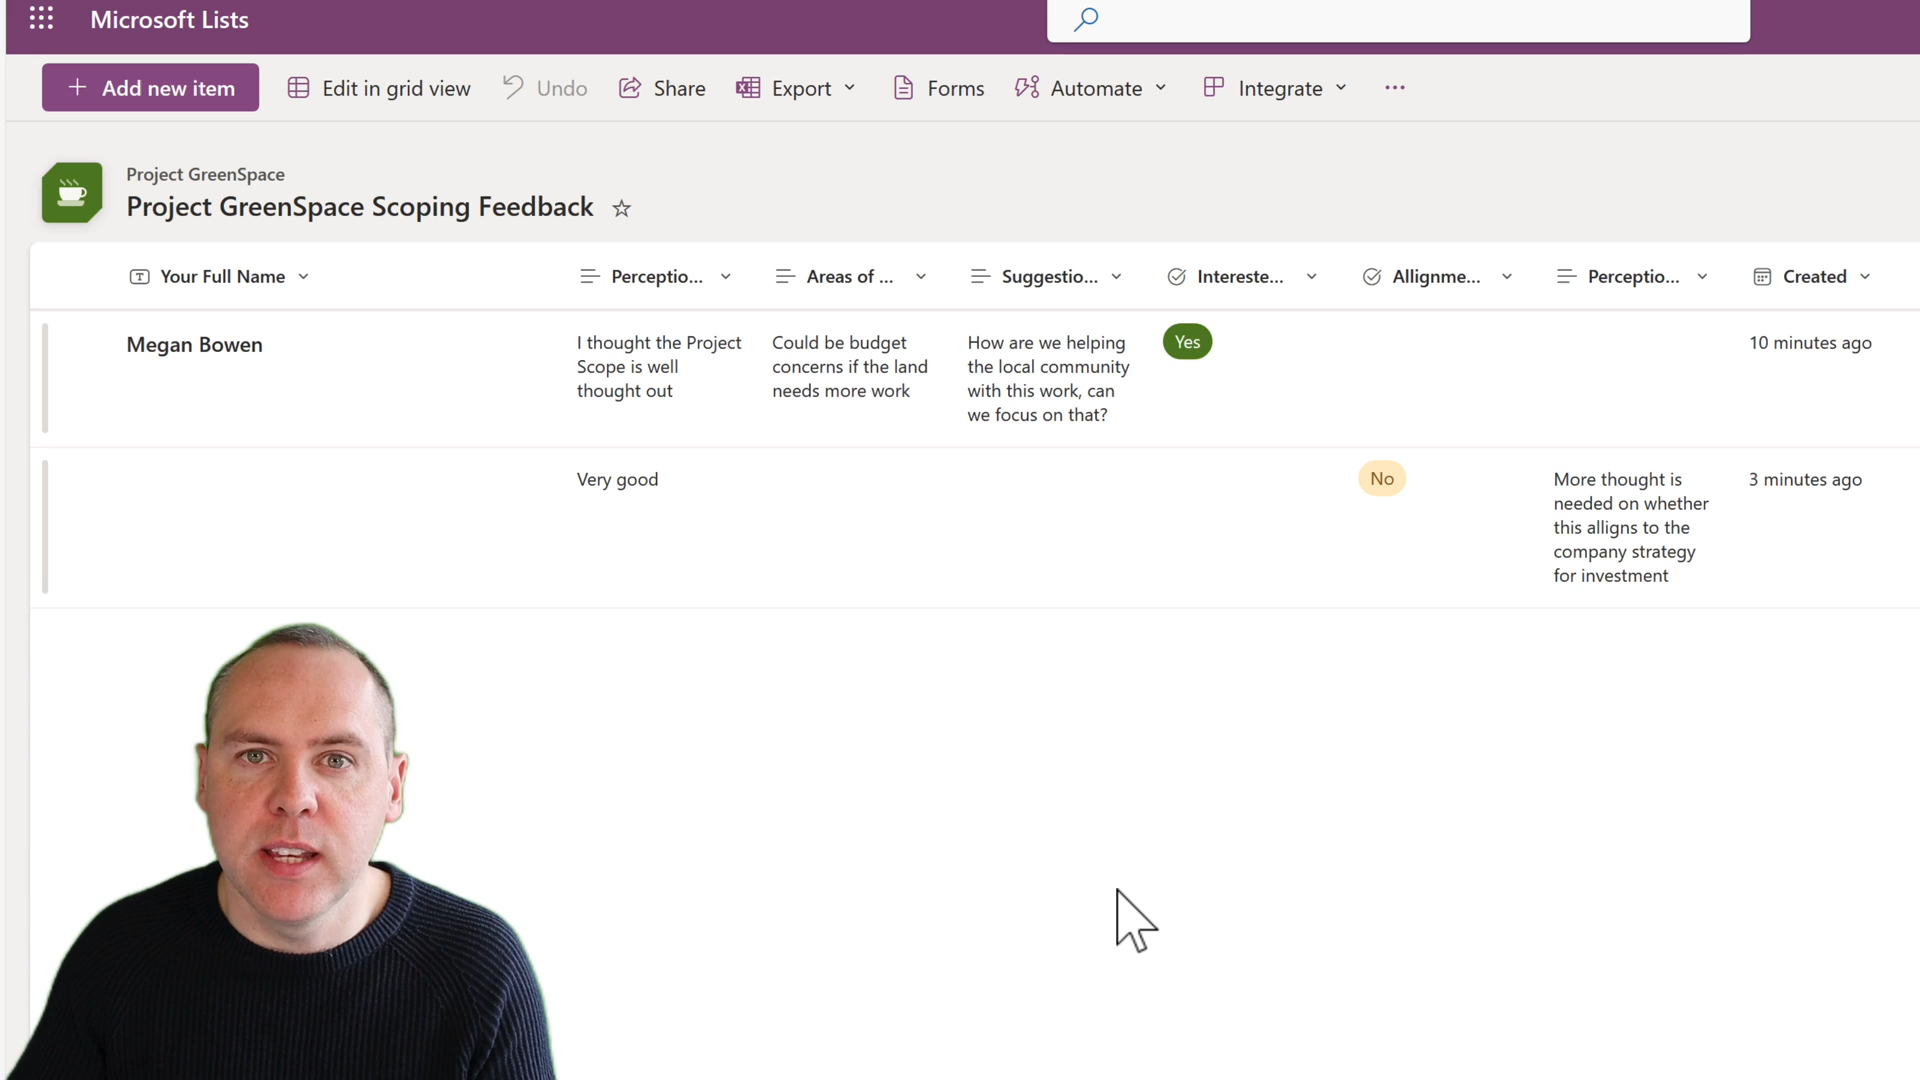 Microsoft Lists
Add new item
Edit in grid view
Undo
Share
Export
Forms
Automate
Integrate
Project GreenSpace
Project GreenSpace Scoping Feedback
Your Full Name
Perceptio...
Areas of ...
Suggestio...
Intereste...
Allignme...
Perceptio...
Created
Megan Bowen
I thought the Project
Scope is well
thought out
Could be budget
concerns if the land
needs more work
How are we helping
the local community
with this work, can
we focus on that?
Yes
10 minutes ago
Very good
No
More thought is
needed on whether
this alligns to the
company strategy
for investment
3 minutes ago